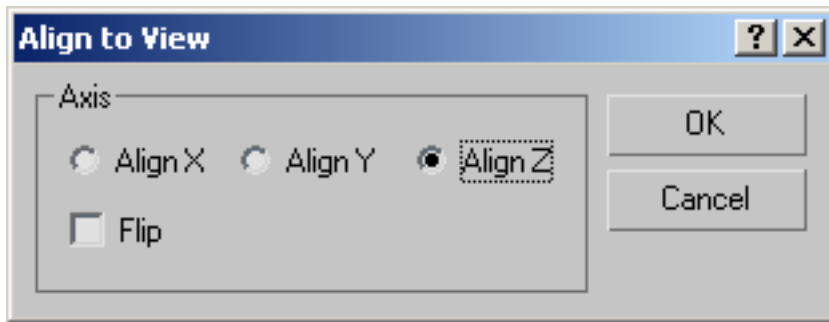 Align to View ? X
Axis
Align X Align Y Align Z
Flip
OK
Cancel